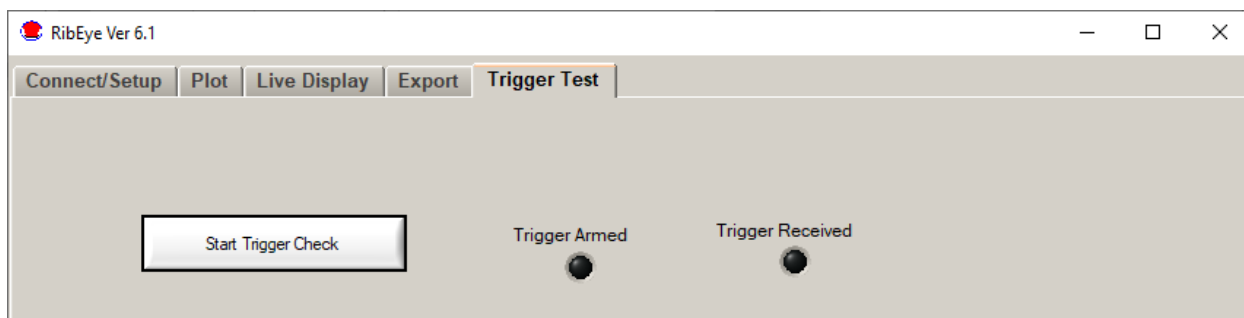 RibEye Ver 6.1
Connect/Setup Plot Live Display Export Trigger Test
Start Trigger Check
Trigger Armed
Trigger Received